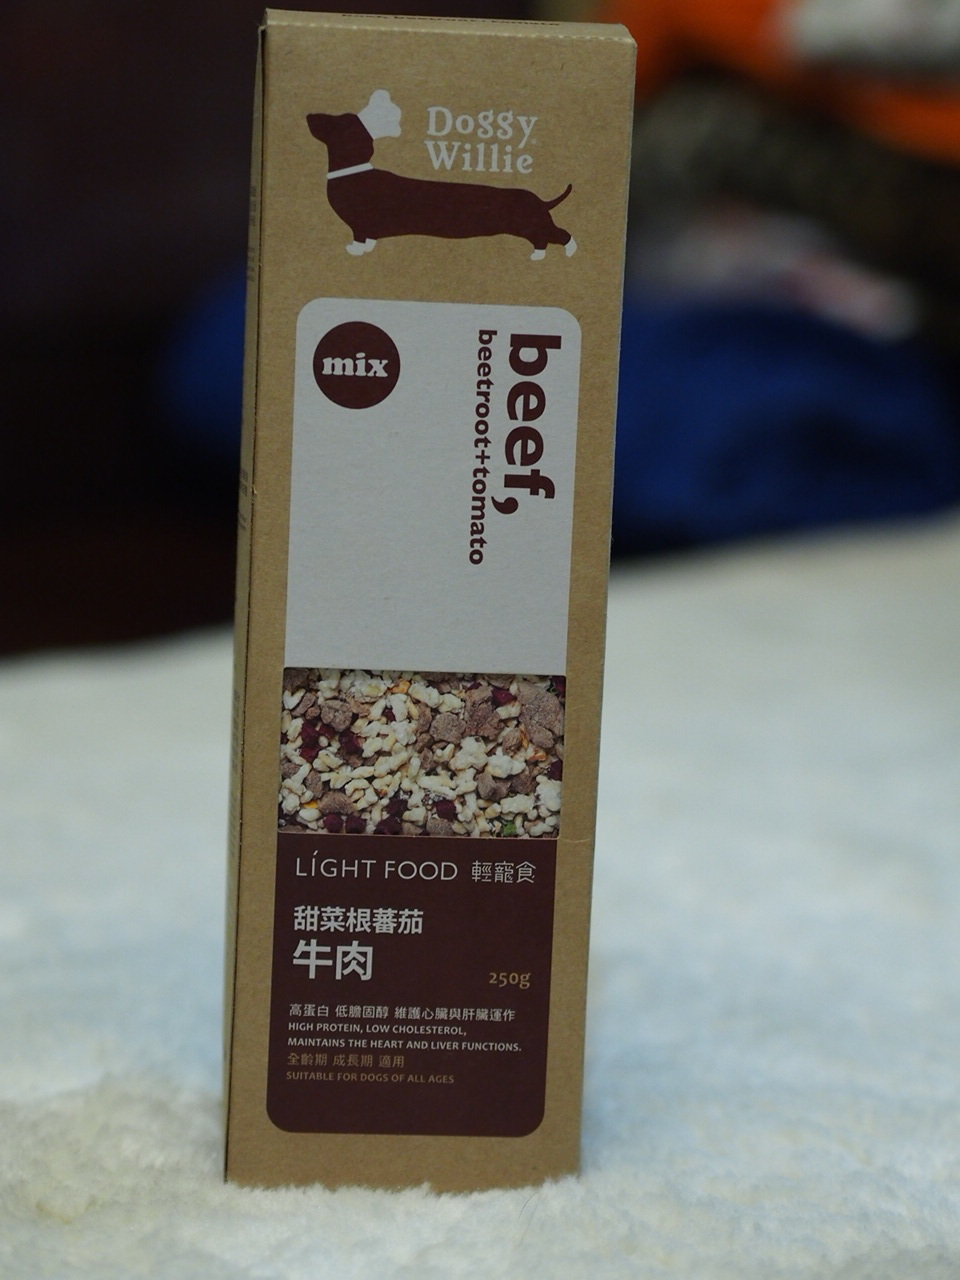 Doggy
Willie
mix
beef,
beetroot+tomato
LÍGHT FOOD 輕寵食
甜菜根蕃茄
牛肉
250g
高蛋白 低膽固醇 維護心臟與肝臟運作
HIGH PROTEIN, LOW CHOLESTEROL,
MAINTAINS THE HEART AND LIVER FUNCTIONS.
全齡期 成長期 適用
SUITABLE FOR DOGS OF ALL AGES